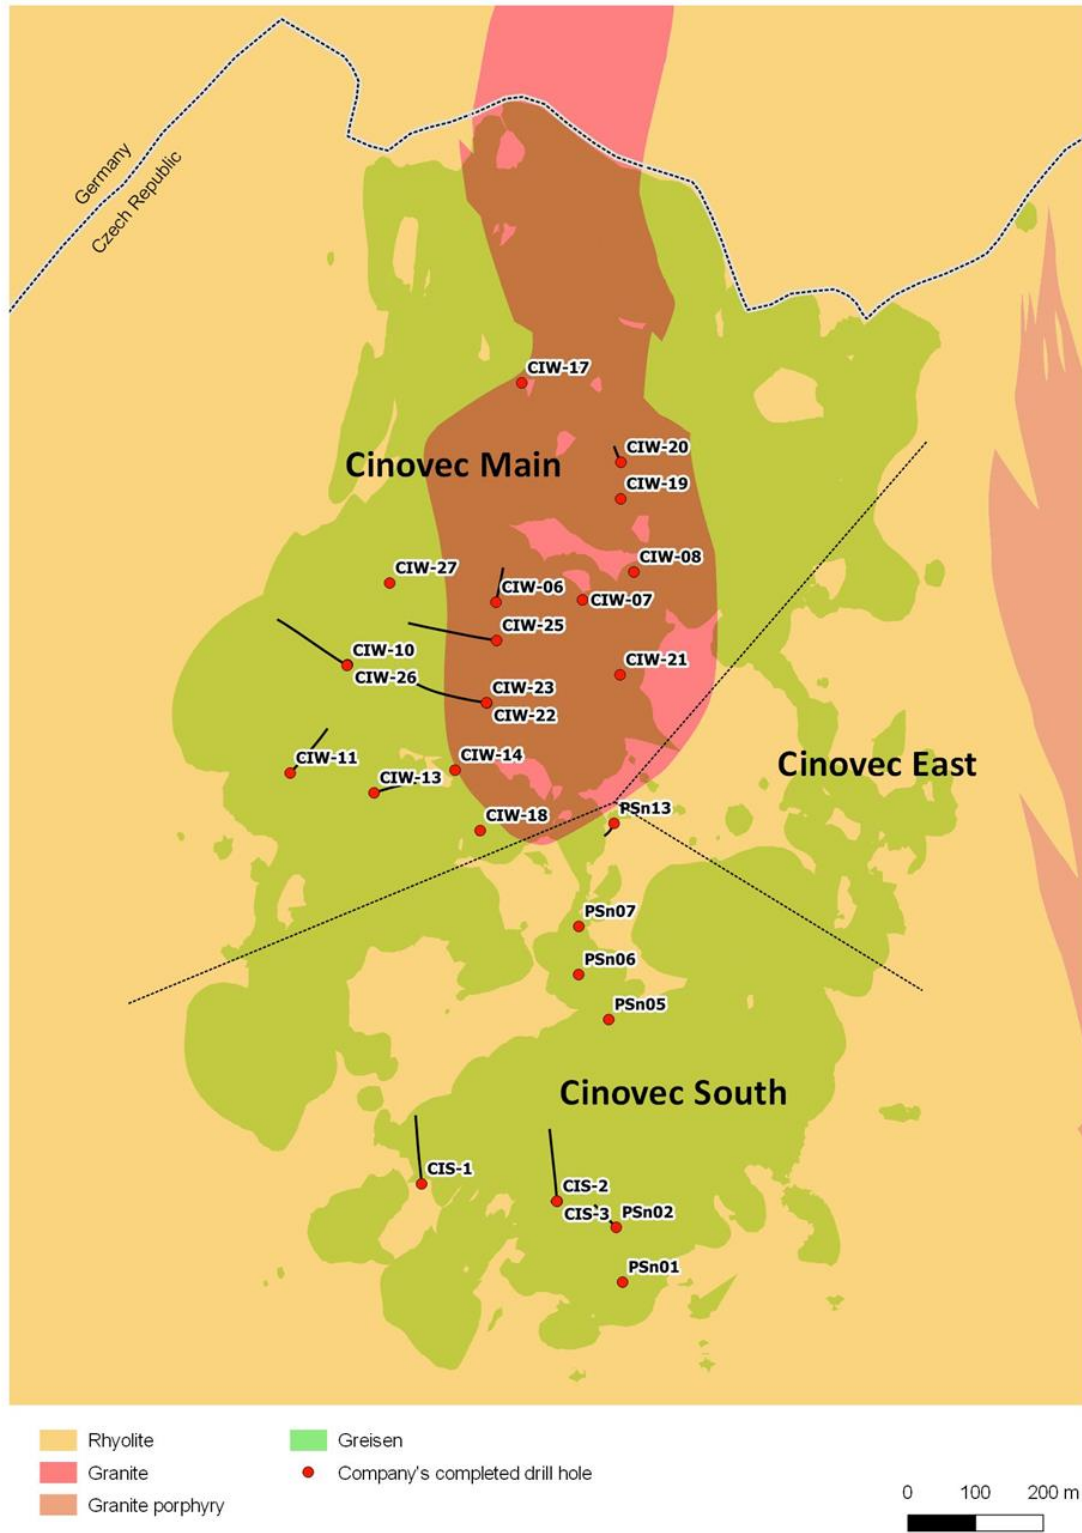 Germany
Czech Republic
CIW-17
CIW-20
Cinovec Main
CIW-19
CIW-08
CIW-27
CIW-06
CIW-07
CIW-25
CIW-10
CIW-21
CIW-26
CIW-23
CIW-22
CIW-14
CIW-11
Cinovec East
CIW-13
PSn13
CIW-18
PSn07
PSn06
PSn05
Cinovec South
CIS-1
CIS-2
CIS-3
PSn02
PSn01
Rhyolite
Granite
Granite porphyry
Greisen
Company's completed drill hole
0 100 200 m